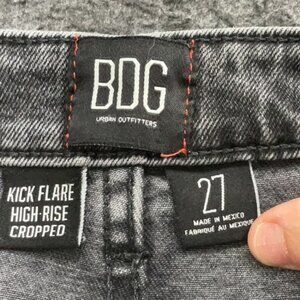 BDG
URBAN OUTFITTERS
KICK FLARE
HIGH-RISE
CROPPED
27
MADE IN MEXICO
FABRIQUÉ AU MEXIQUE